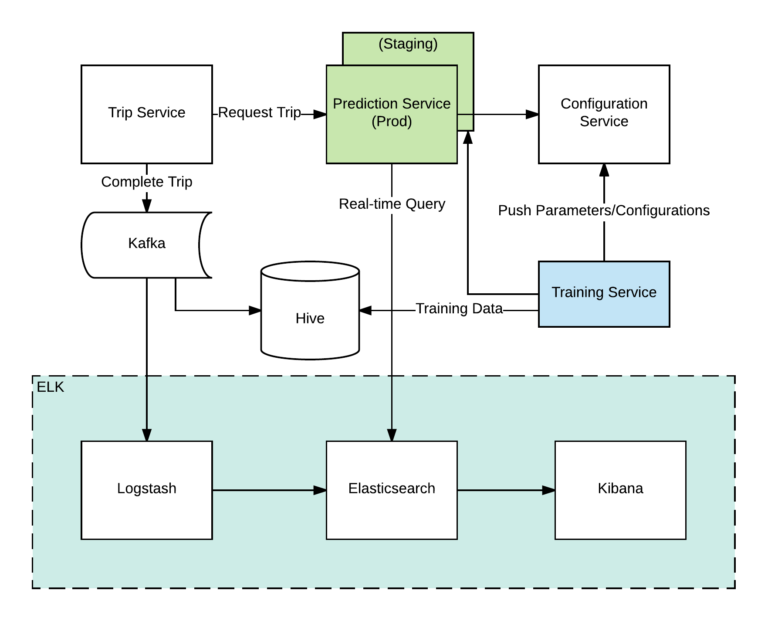 (Staging)
Trip Service
Request Trip
Prediction Service
(Prod)
Configuration
Service
Complete Trip
Real-time Query
Push Parameters/Configurations
Kafka
Hive
Training Data
Training Service
ELK
Logstash
Elasticsearch
Kibana